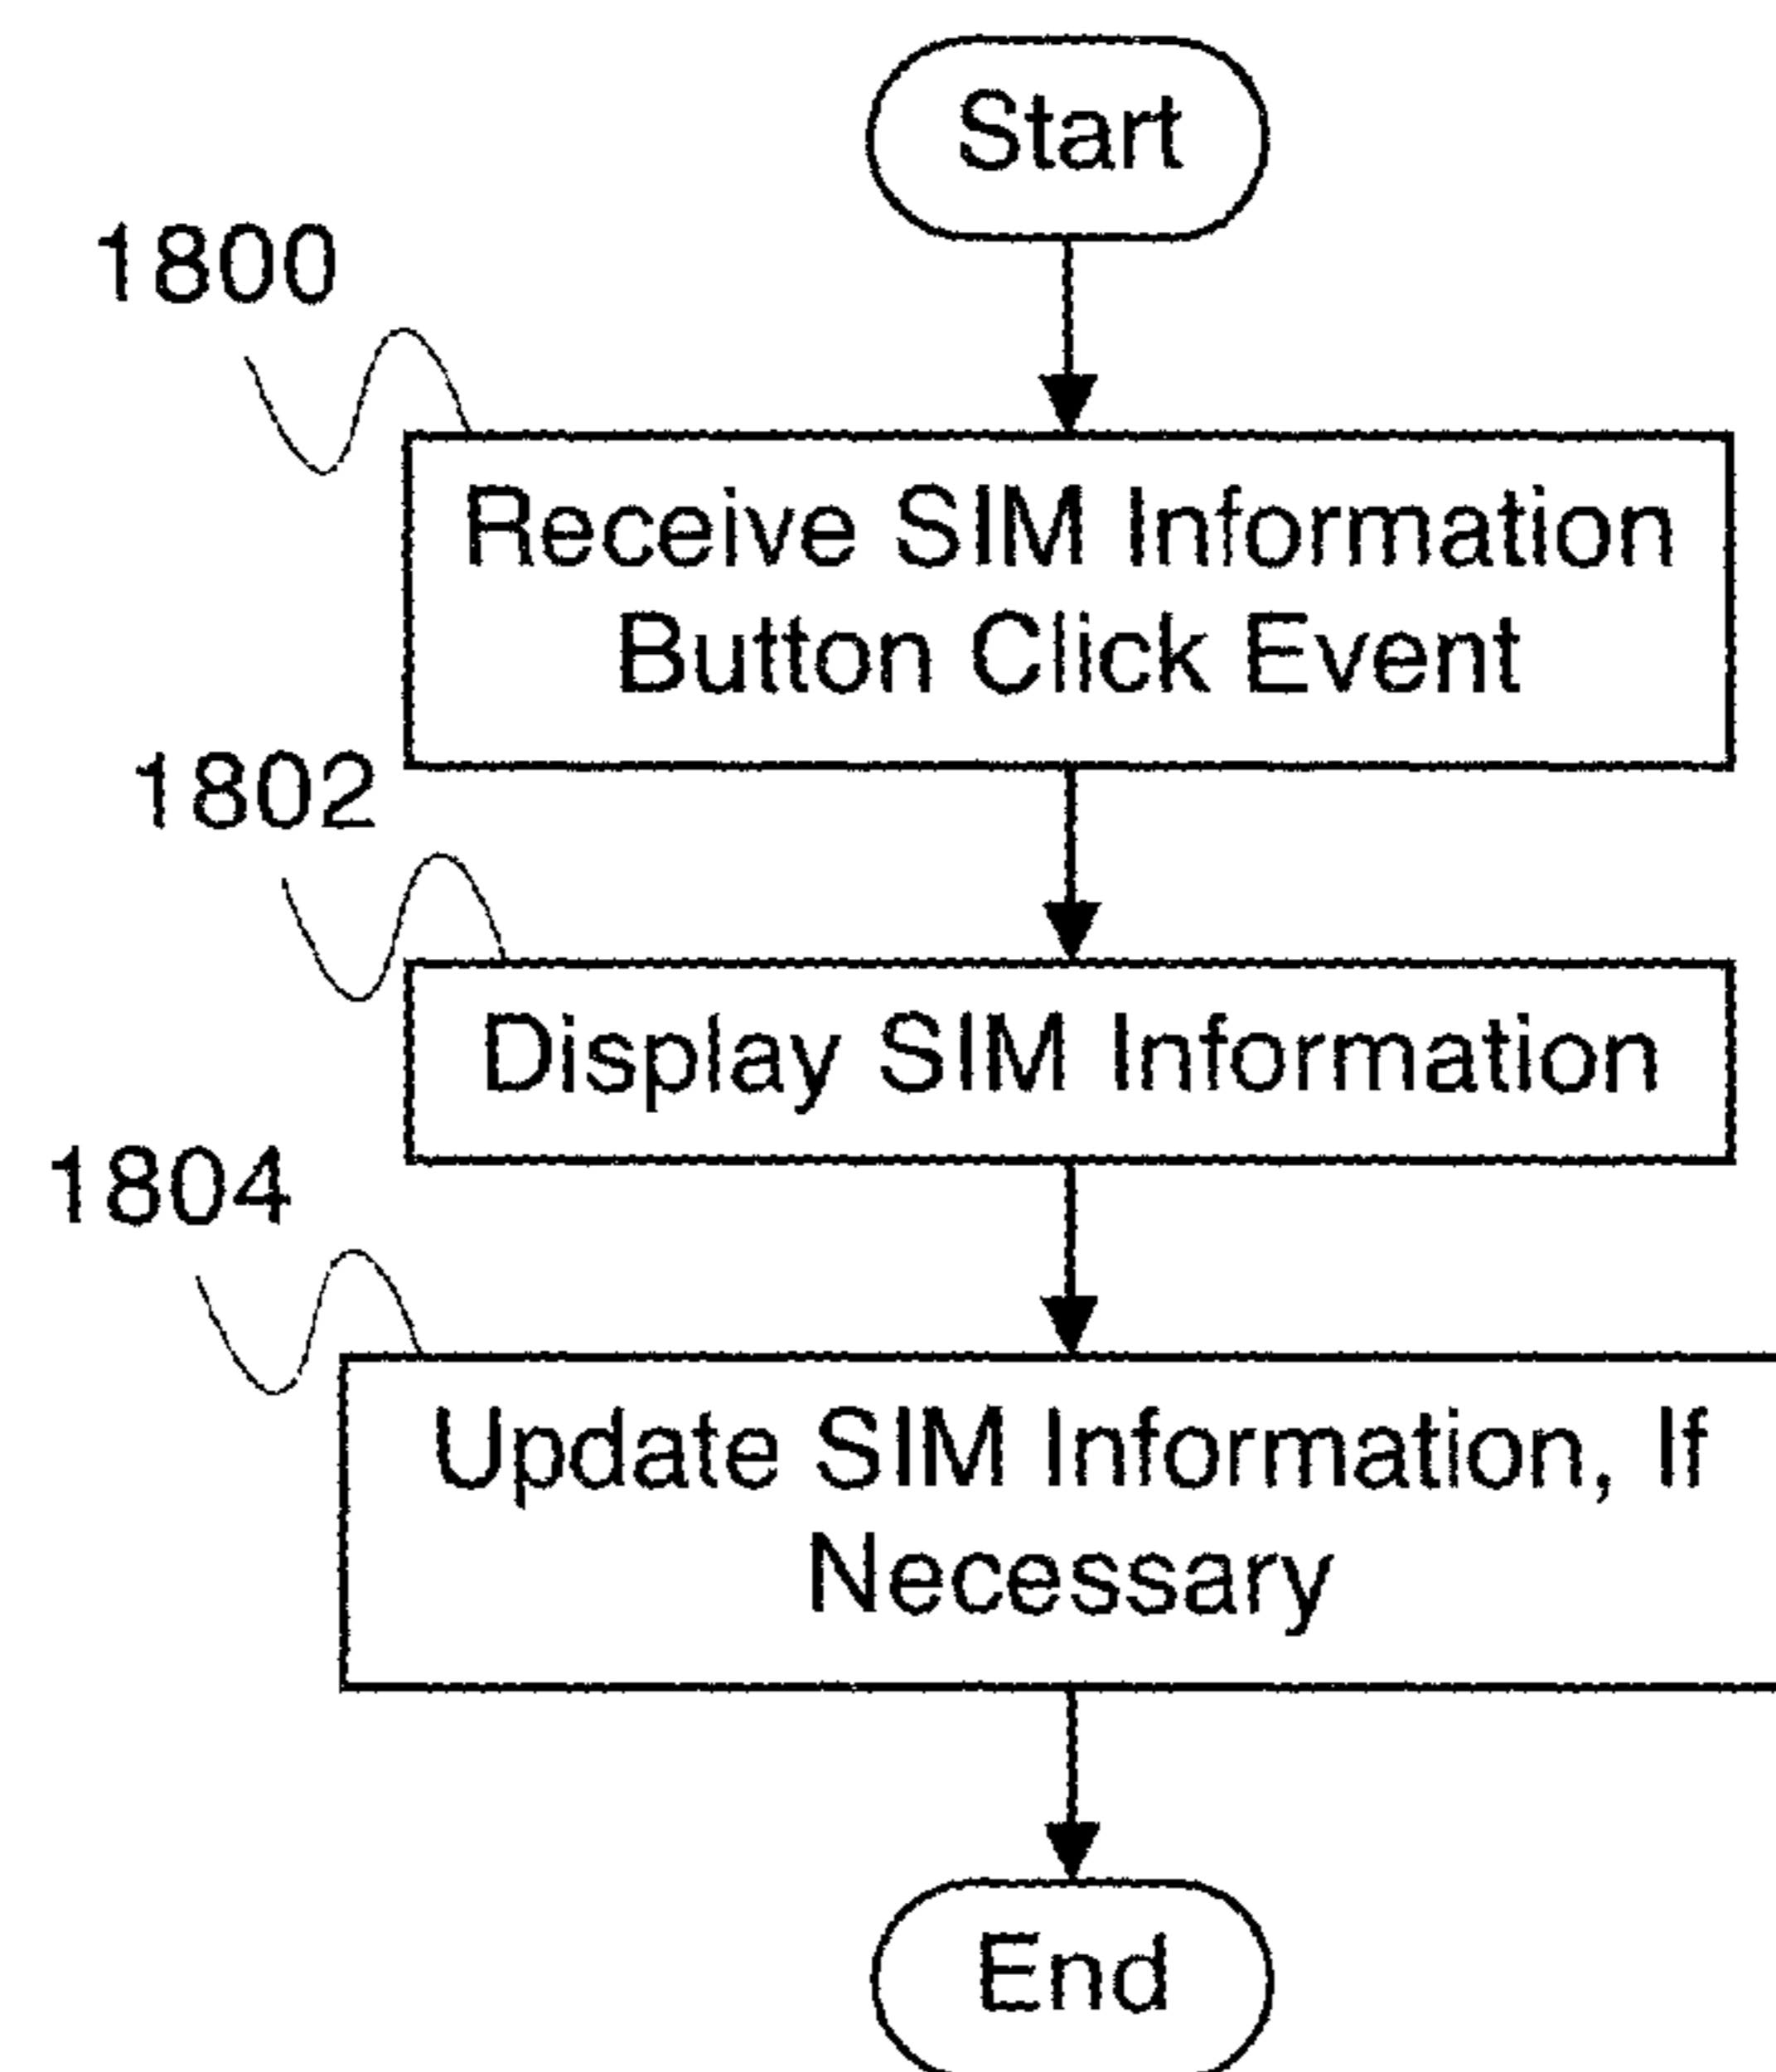 Start
1800
Receive SIM Information
Button Click Event
1802
Display SIM Information
1804
Update SIM Information, If
Necessary
End